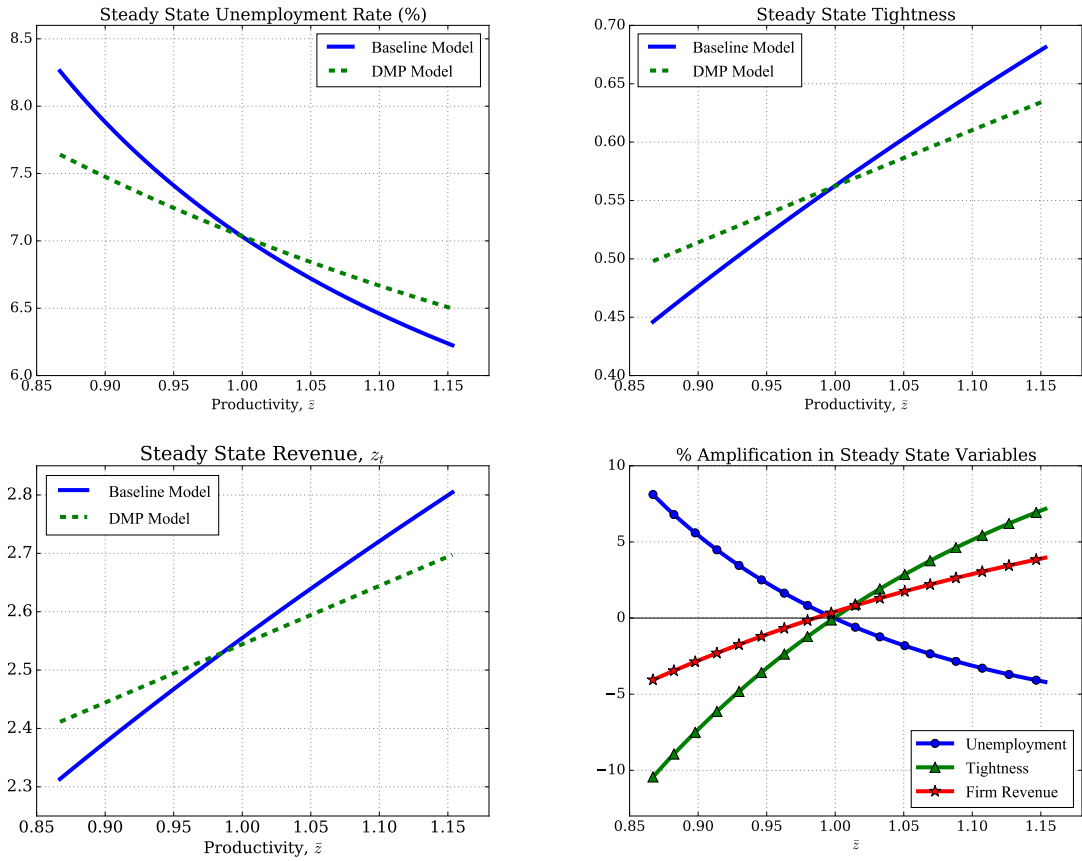 Steady State Unemployment Rate (%)
8.5
8.0
7.5
7.0
6.5
6.0
Baseline Model
DMP Model
0.85 0.90 0.95 1.00 1.05 1.10 1.15
Productivity, z̄
Steady State Tightness
0.70
0.65
0.60
0.55
0.50
0.45
0.40
Baseline Model
DMP Model
0.85 0.90 0.95 1.00 1.05 1.10 1.15
Productivity, z̄
Steady State Revenue, zₜ
2.8
2.7
2.6
2.5
2.4
2.3
Baseline Model
DMP Model
0.85 0.90 0.95 1.00 1.05 1.10 1.15
Productivity, z̄
% Amplification in Steady State Variables
10
5
0
−5
−10
Unemployment
Tightness
Firm Revenue
0.85 0.90 0.95 1.00 1.05 1.10 1.15
z̄